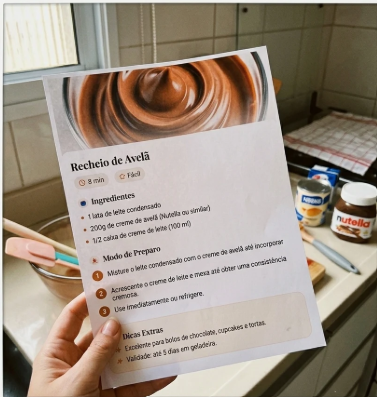 Recheio de Avelã
8 min
Fácil
Ingredientes
• 1 lata de leite condensado
• 200g de creme de avelã (Nutella ou similar)
• 1/2 caixa de creme de leite (100 ml)
Modo de Preparo
1 Misture o leite condensado com o creme de avelã até incorporar
2 Acrescente o creme de leite e mexa até obter uma consistência
cremosa.
3 Use imediatamente ou refrigere.
Dicas Extras
Excelente para bolos de chocolate, cupcakes e tortas.
Validade: até 5 dias em geladeira.
Nestlé
nutella